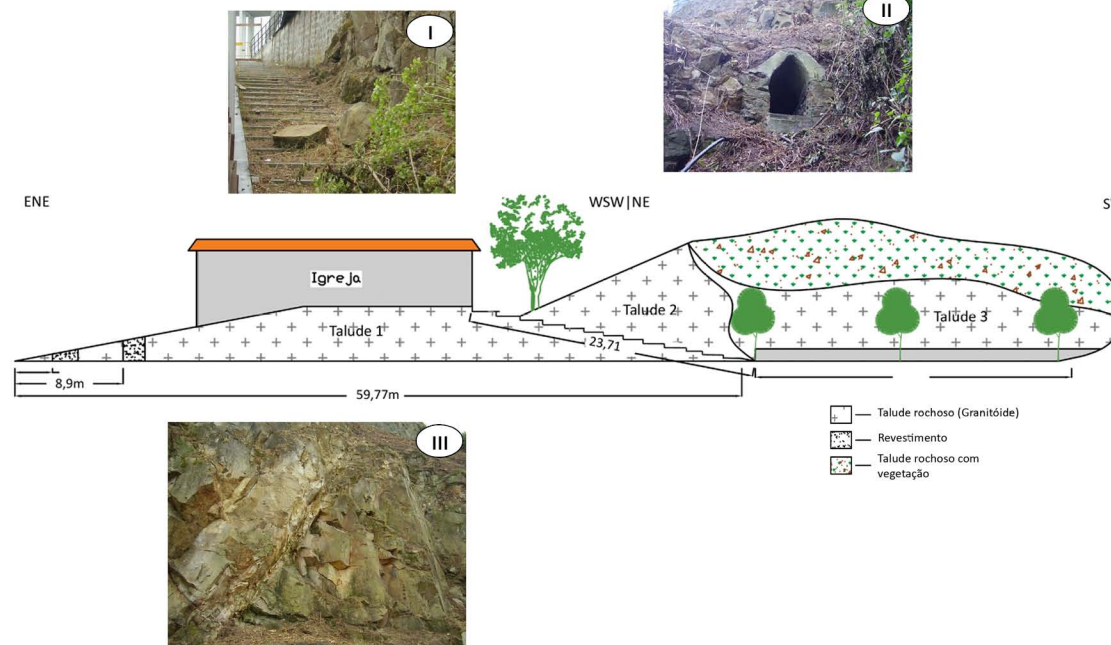 I
II
ENE
WSW|NE
S
Igreja
Talude 1
Talude 2
Talude 3
23,71
8,9m
59,77m
Talude rochoso (Granitóide)
Revestimento
Talude rochoso com
vegetação
III